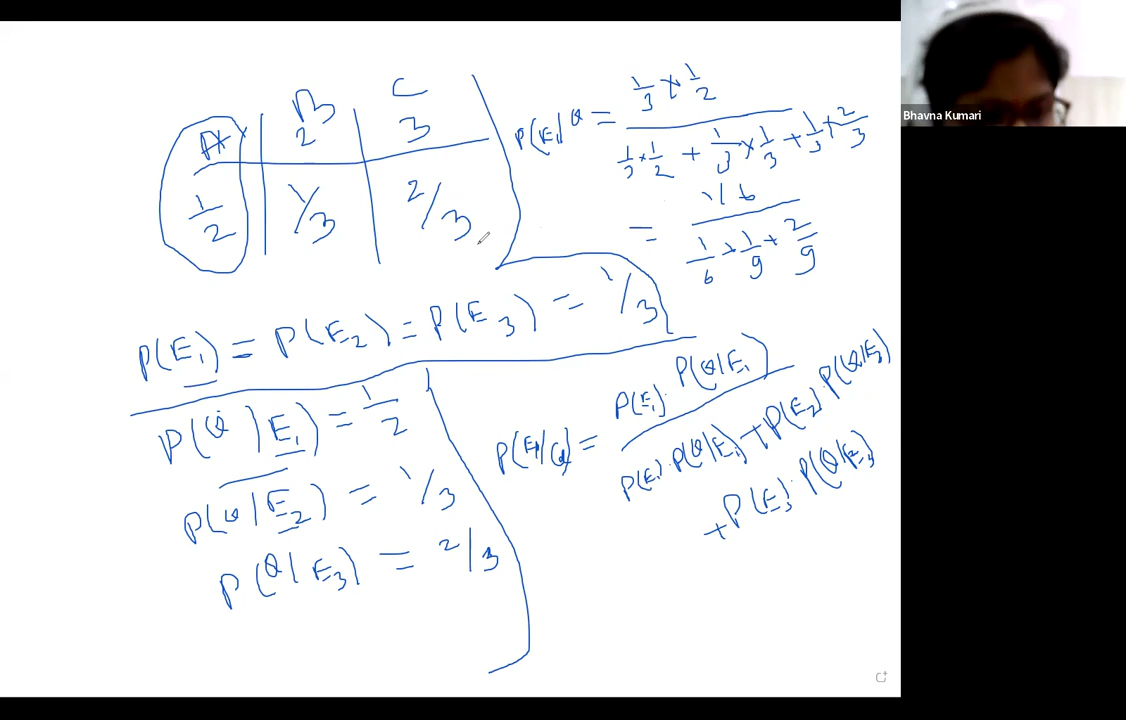 A | B | C
2 | 3
1/2 | 1/3 | 2/3
P(E₁)=P(E₂)=P(E₃)=1/3
P(Q|E₁)=1/2
P(Q|E₂)=1/3
P(Q|E₃)=2/3
P(E₁|Q = (1/3×1/2)/(1/3×1/2+1/3×1/3+1/3×2/3)
= (1/6)/(1/6+1/9+2/9)
P(E₁/Q)= P(E₁)·P(Q|E₁)/P(E₁)·P(Q|E₁)+P(E₂)·P(Q|E₂)
+P(E₃)·P(Q|E₃)
Bhavna Kumari